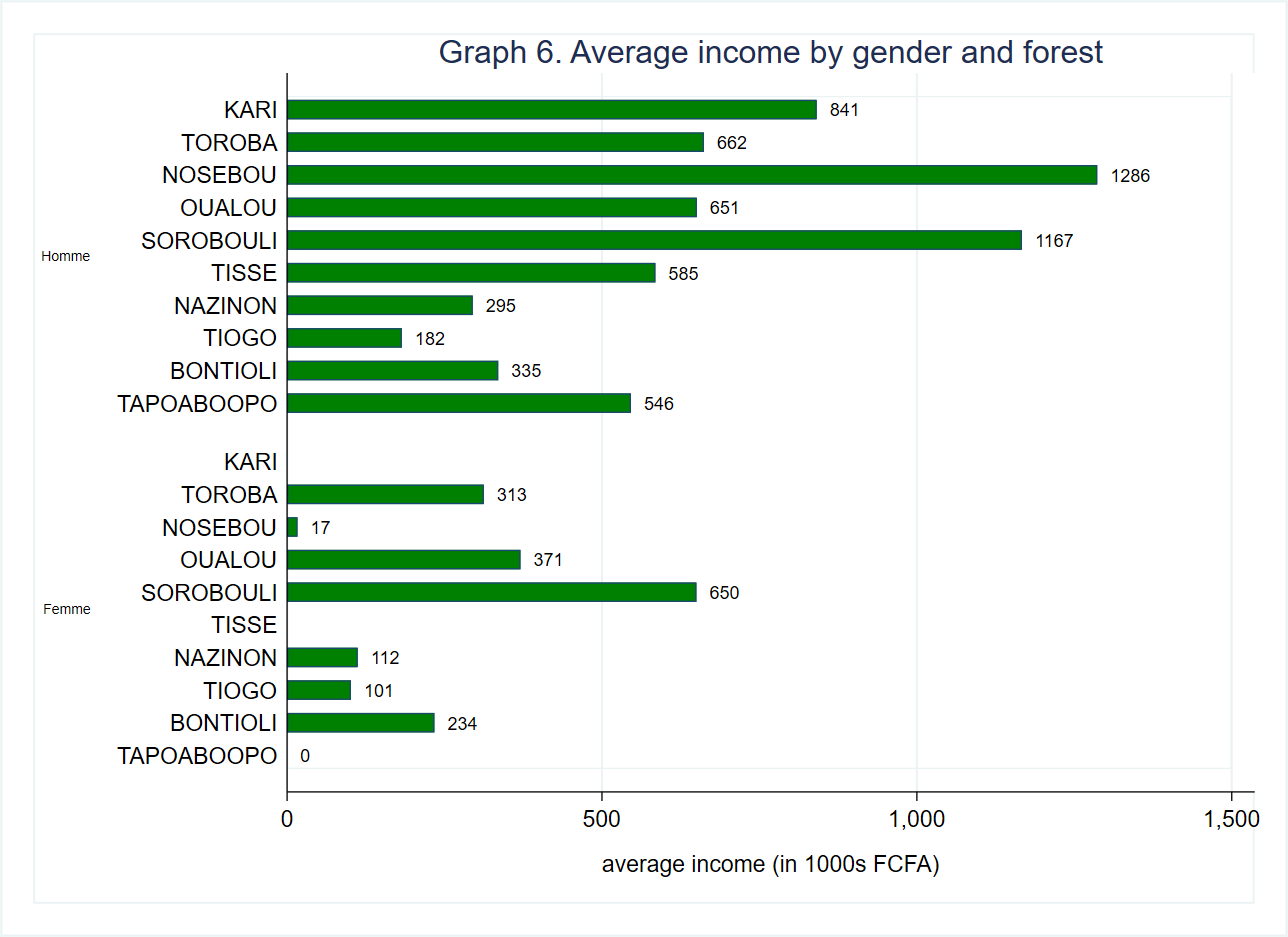 Graph 6. Average income by gender and forest
Homme
KARI 841
TOROBA 662
NOSEBOU 1286
OUALOU 651
SOROBOULI 1167
TISSE 585
NAZINON 295
TIOGO 182
BONTIOLI 335
TAPOABOOPO 546
Femme
KARI
TOROBA 313
NOSEBOU 17
OUALOU 371
SOROBOULI 650
TISSE
NAZINON 112
TIOGO 101
BONTIOLI 234
TAPOABOOPO 0
0 500 1,000 1,500
average income (in 1000s FCFA)